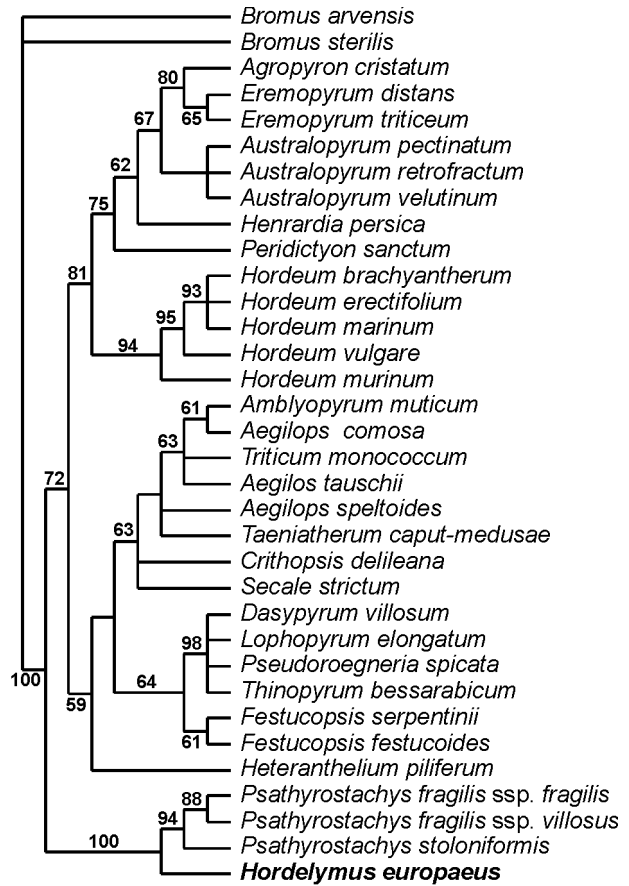 Bromus arvensis
Bromus sterilis
Agropyron cristatum
80
Eremopyrum distans
65
Eremopyrum triticeum
67
Australopyrum pectinatum
62
Australopyrum retrofractum
Australopyrum velutinum
75
Henrardia persica
Peridictyon sanctum
81
Hordeum brachyantherum
93
Hordeum erectifolium
95
Hordeum marinum
94
Hordeum vulgare
Hordeum murinum
61
Amblyopyrum muticum
Aegilops comosa
63
Triticum monococcum
72
Aegilos tauschii
Aegilops speltoides
63
Taeniatherum caput-medusae
Crithopsis delileana
Secale strictum
Dasypyrum villosum
98
Lophopyrum elongatum
Pseudoroegneria spicata
100
64
Thinopyrum bessarabicum
59
Festucopsis serpentinii
61
Festucopsis festucoides
Heteranthelium piliferum
88
Psathyrostachys fragilis ssp. fragilis
94
Psathyrostachys fragilis ssp. villosus
100
Psathyrostachys stoloniformis
Hordelymus europaeus